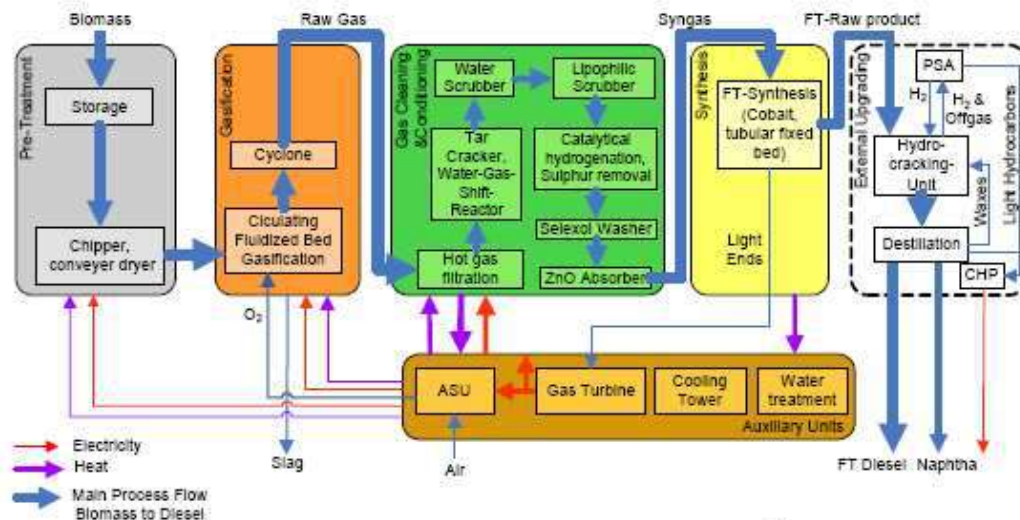 Biomass
Raw Gas
Syngas
FT-Raw product
Pre-Treatment
Storage
Chipper,
conveyer dryer
Gasification
Cyclone
Ciculating
Fluidized Bed
Gasification
Gas Cleaning
&Conditioning
Water
Scrubber
Lipophilic
Scrubber
Tar
Cracker,
Water-Gas-
Shift-
Reactor
Catalytical
hydrogenation,
Sulphur removal
Selexol Washer
Hot gas
filtration
ZnO Absorber
Synthesis
FT-Synthesis
(Cobalt,
tubular fixed
bed)
Light
Ends
External Upgrading
PSA
H2
H2 &
Offgas
Hydro-
cracking-
Unit
Waxes
Light Hydrocarbons
Destillation
CHP
O2
ASU
Gas Turbine
Cooling
Tower
Water
treatment
Auxiliary Units
Electricity
Heat
Main Process Flow
Biomass to Diesel
Slag
Air
FT Diesel
Naphtha